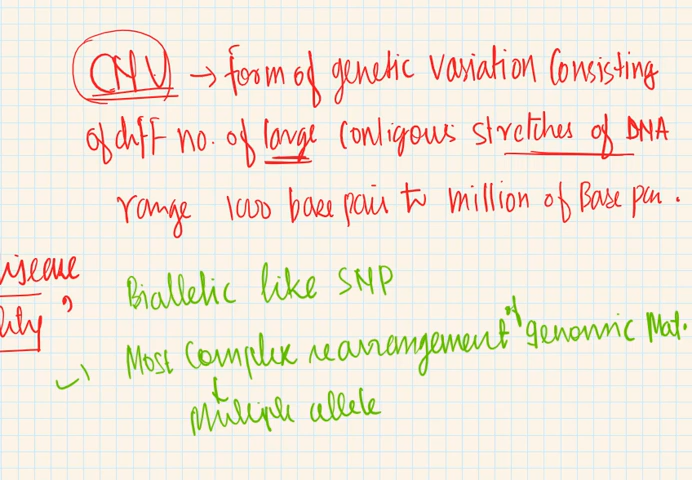 CNV → form of genetic variation consisting
of diff no. of large contigous stretches of DNA
range 1000 base pair to million of Base pair.
disease
Biallelic like SNP
Most complex rearrangement of genomic Mat.
Multiple allele